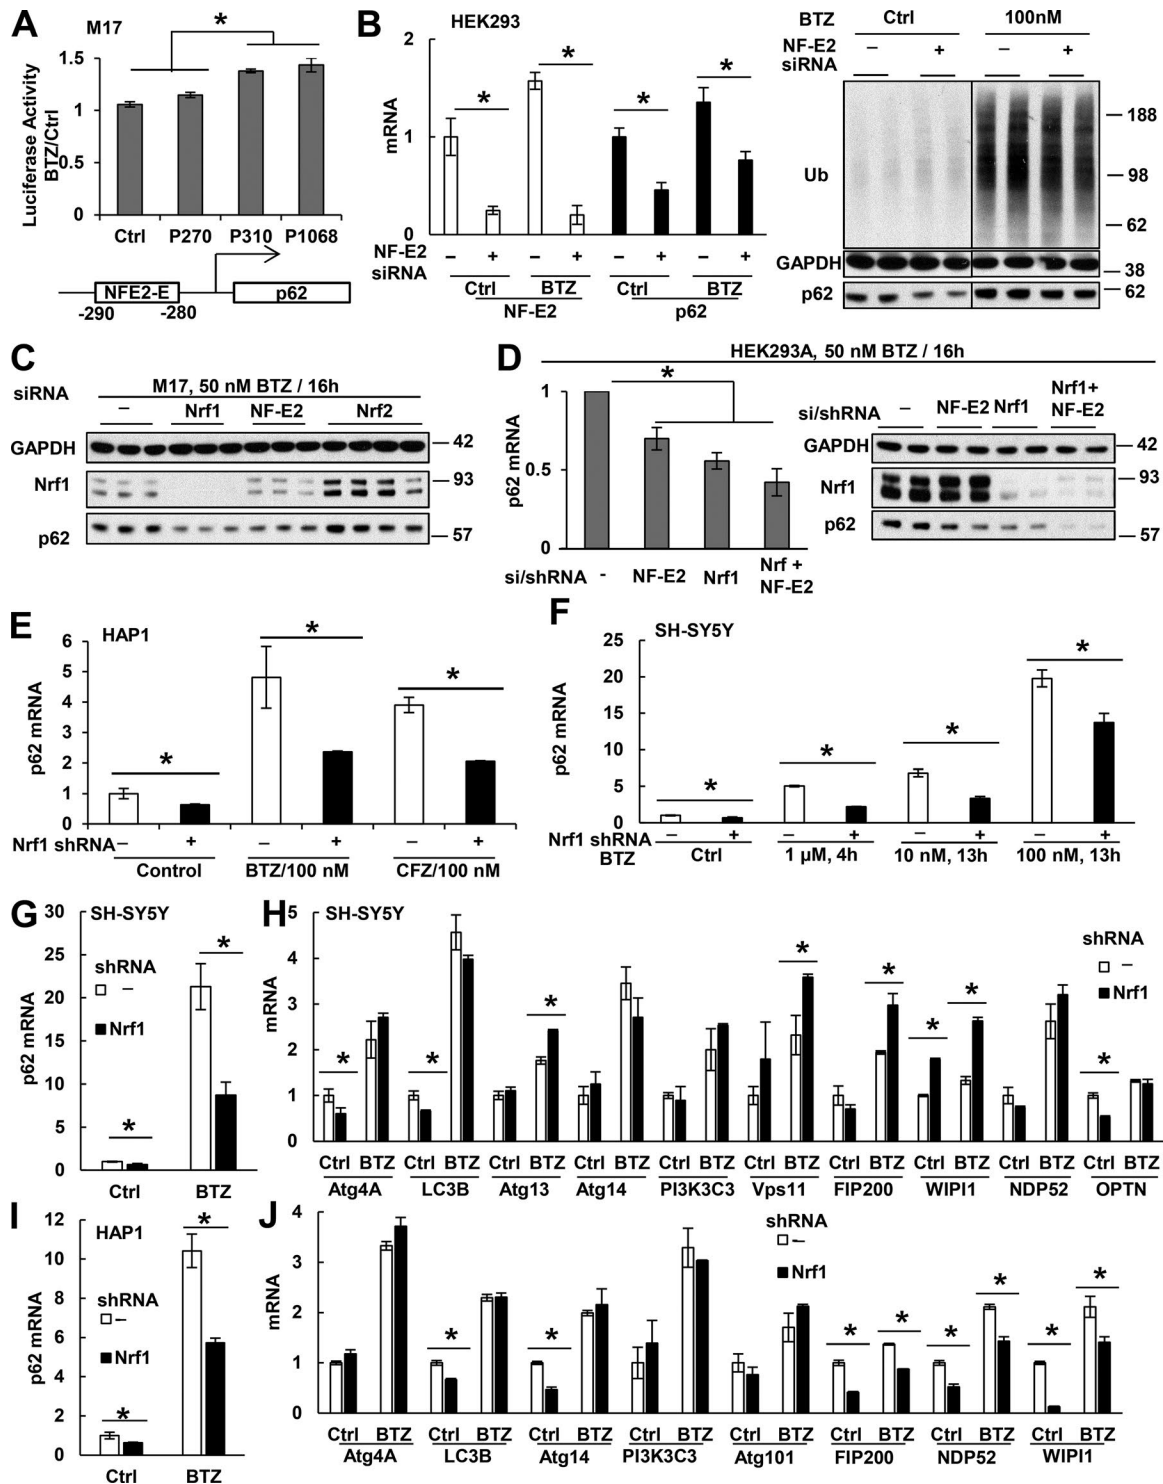 A M17
*
Luciferase Activity
BTZ/Ctrl
1.5
1
0.5
0
Ctrl P270 P310 P1068
NFE2-E p62
-290 -280
B HEK293
mRNA
2
1
0
* * * *
NF-E2 – + – + – + – +
siRNA
Ctrl BTZ Ctrl BTZ
NF-E2 p62
BTZ Ctrl 100nM
NF-E2 – + – +
siRNA
Ub
188
98
62
GAPDH 38
p62 62
C M17, 50 nM BTZ / 16h
siRNA – Nrf1 NF-E2 Nrf2
GAPDH 42
Nrf1 93
p62 57
D HEK293A, 50 nM BTZ / 16h
p62 mRNA
1
0.5
0
*
si/shRNA - NF-E2 Nrf1 Nrf +
NF-E2
si/shRNA – NF-E2 Nrf1 Nrf1+
NF-E2
GAPDH 42
Nrf1 93
p62 57
E HAP1
p62 mRNA
6
5
4
3
2
1
0
* * *
Nrf1 shRNA – + – + – +
Control BTZ/100 nM CFZ/100 nM
F SH-SY5Y
p62 mRNA
25
20
15
10
5
0
* * * *
Nrf1 shRNA – + – + – + – +
BTZ Ctrl 1 µM, 4h 10 nM, 13h 100 nM, 13h
G SH-SY5Y
p62 mRNA
30
25
20
15
10
5
0
shRNA
–
Nrf1
* *
Ctrl BTZ
H SH-SY5Y
mRNA
5
4
3
2
1
0
shRNA
–
Nrf1
* * * * * * * *
Ctrl BTZ Ctrl BTZ Ctrl BTZ Ctrl BTZ Ctrl BTZ Ctrl BTZ Ctrl BTZ Ctrl BTZ Ctrl BTZ Ctrl BTZ
Atg4A LC3B Atg13 Atg14 PI3K3C3 Vps11 FIP200 WIPI1 NDP52 OPTN
I HAP1
p62 mRNA
12
10
8
6
4
2
0
shRNA
–
Nrf1
* *
Ctrl BTZ
J
mRNA
4
3
2
1
0
shRNA
–
Nrf1
* * * * * * * *
Ctrl BTZ Ctrl BTZ Ctrl BTZ Ctrl BTZ Ctrl BTZ Ctrl BTZ Ctrl BTZ Ctrl BTZ
Atg4A LC3B Atg14 PI3K3C3 Atg101 FIP200 NDP52 WIPI1